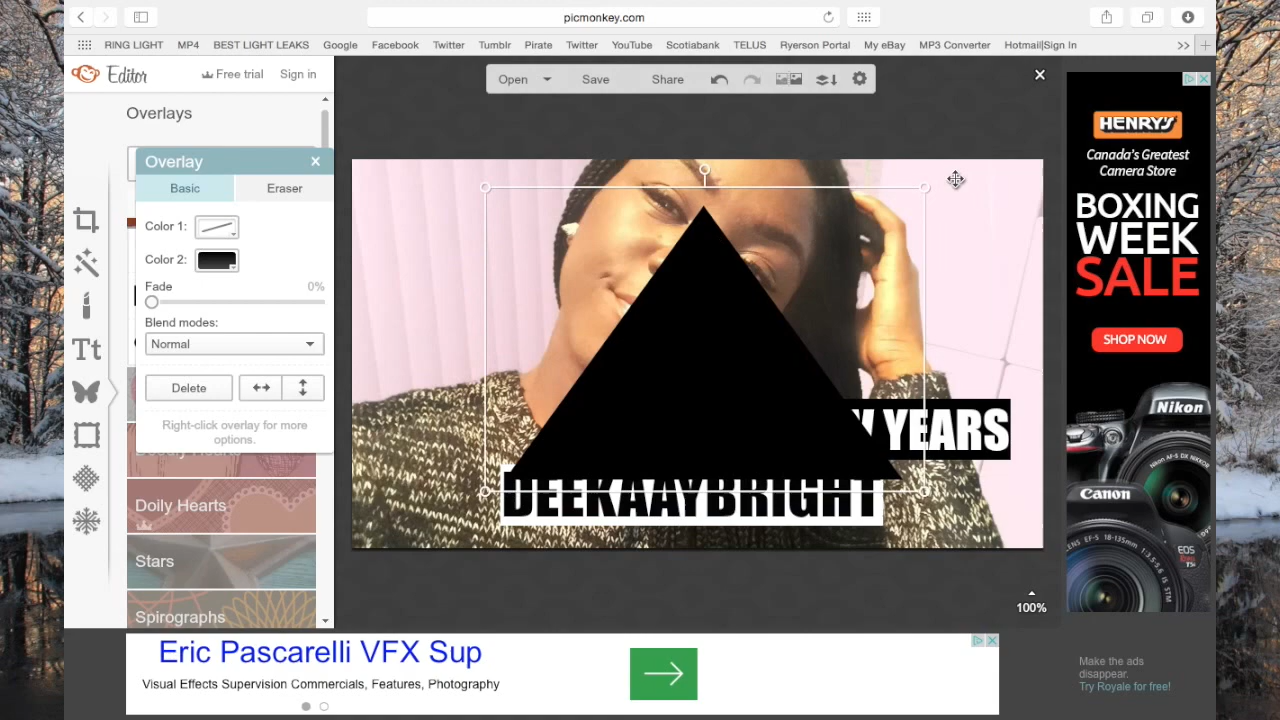 picmonkey.com
RING LIGHT MP4 BEST LIGHT LEAKS Google Facebook Twitter Tumblr Pirate Twitter YouTube Scotiabank TELUS Ryerson Portal My eBay MP3 Converter Hotmail|Sign In
Editor Free trial Sign in
Open Save Share
Overlays
Overlay
Basic Eraser
Color 1:
Color 2:
Fade 0%
Blend modes:
Normal
Delete
Right-click overlay for more
options.
Doily Hearts
Stars
Spirographs
YEARS
DEEKAAYBRIGHT
100%
HENRY'S
Canada's Greatest
Camera Store
BOXING
WEEK
SALE
SHOP NOW
Nikon
Canon
Make the ads
disappear.
Try Royale for free!
Eric Pascarelli VFX Sup
Visual Effects Supervision Commercials, Features, Photography